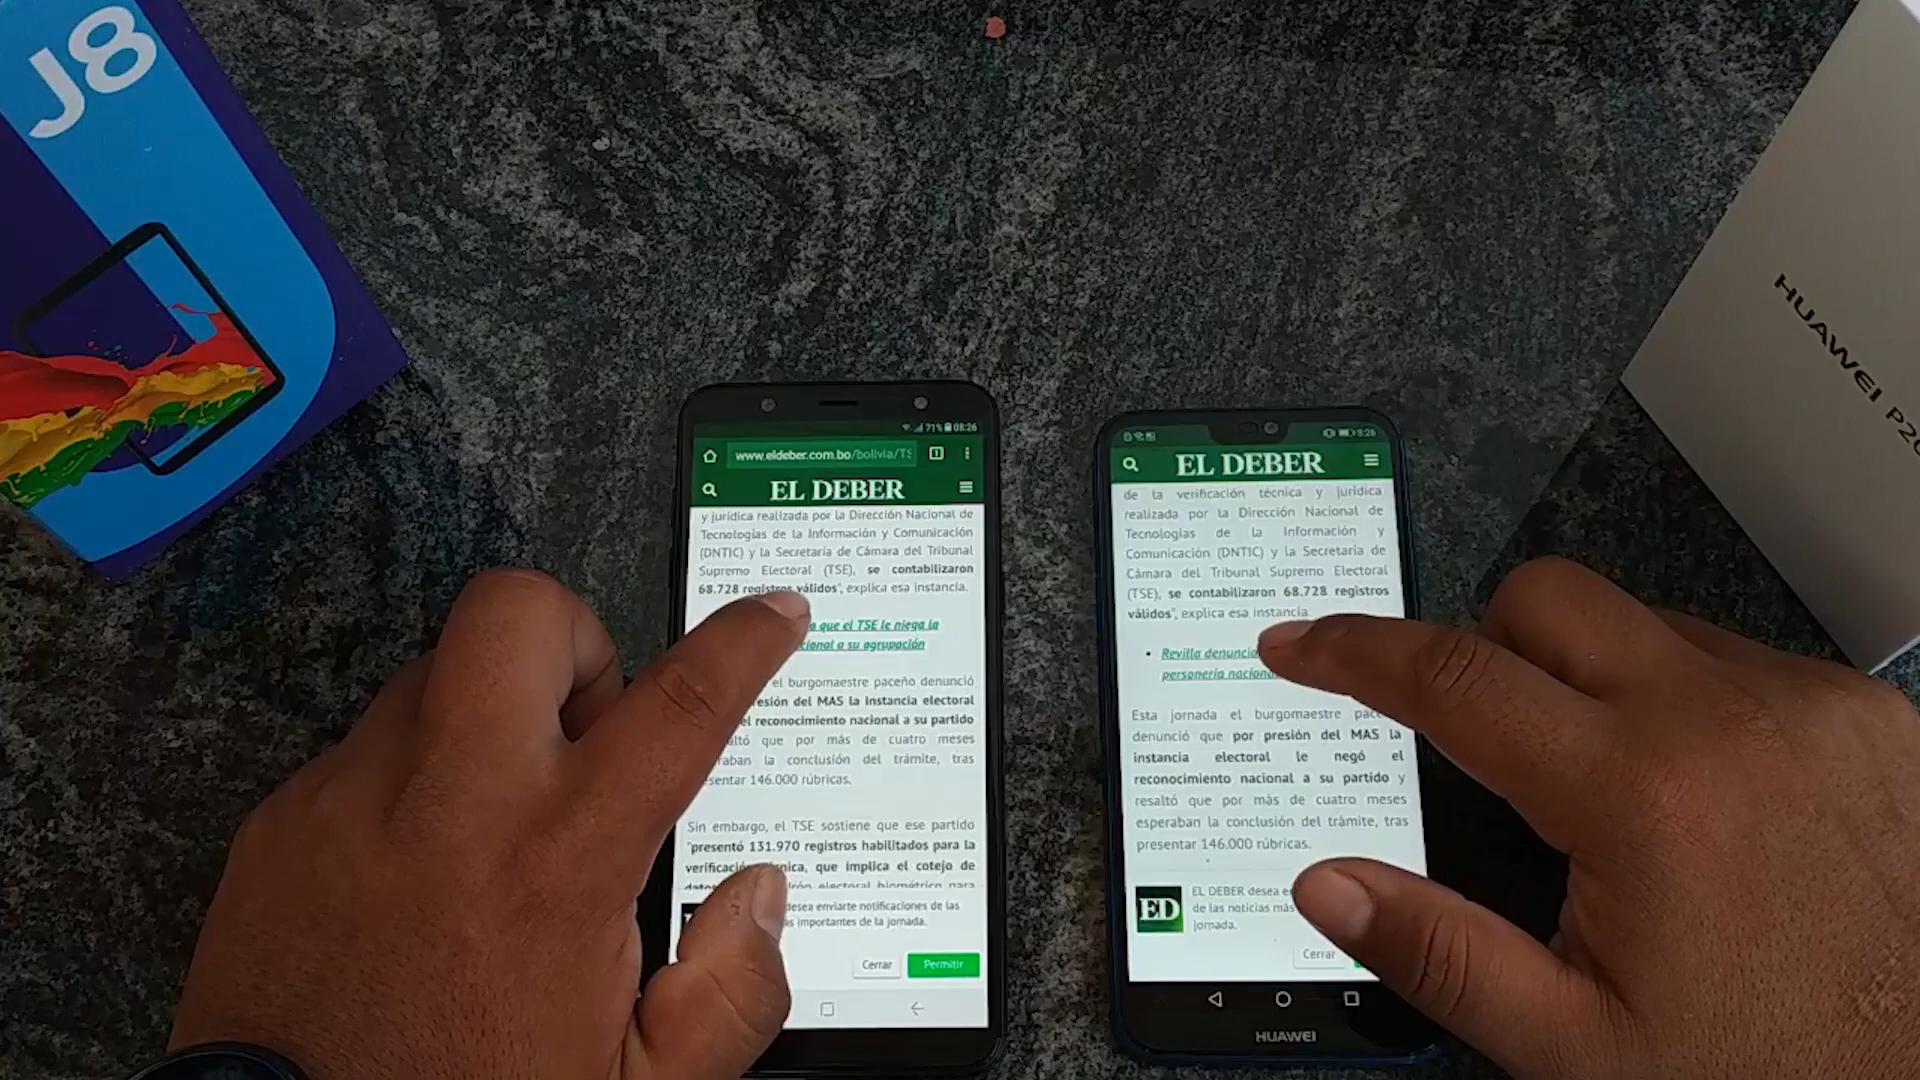 J8
71% 08:26
www.eldeber.com.bo/bolivia/TS
EL DEBER
y jurídica realizada por la Dirección Nacional de
Tecnologías de la Información y Comunicación
(DNTIC) y la Secretaría de Cámara del Tribunal
Supremo Electoral (TSE), se contabilizaron
68.728 registros válidos", explica esa instancia.
que el TSE le niega la
a su agrupación
el burgomaestre paceño denunció
del MAS la instancia electoral
el reconocimiento nacional a su partido
que por más de cuatro meses
la conclusión del trámite, tras
146.000 rúbricas.
Sin embargo, el TSE sostiene que ese partido
"presentó 131.970 registros habilitados para la
verificación que implica el cotejo de
electoral biométrico para
desea enviarte notificaciones de las
importantes de la jornada.
Cerrar Permitir
8:26
EL DEBER
de la verificación técnica y jurídica
realizada por la Dirección Nacional de
Tecnologías de la Información y
Comunicación (DNTIC) y la Secretaría de
Cámara del Tribunal Supremo Electoral
(TSE), se contabilizaron 68.728 registros
válidos", explica esa instancia.
• Revilla denuncia
personería
Esta jornada el burgomaestre
denunció que por presión del MAS la
instancia electoral le negó el
reconocimiento nacional a su partido y
resaltó que por más de cuatro meses
esperaban la conclusión del trámite, tras
presentar 146.000 rúbricas.
ED
EL DEBER desea
de las noticias más
jornada.
Cerrar
HUAWEI
HUAWEI P20